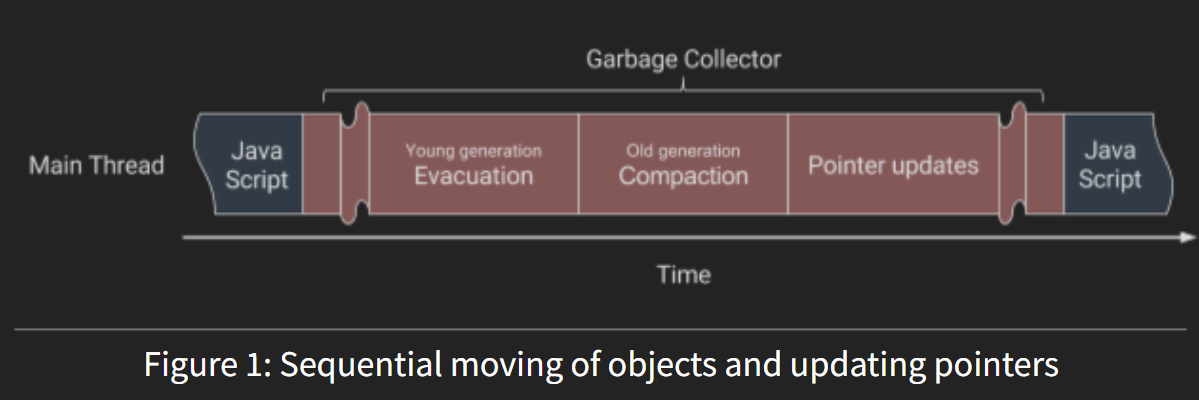 Garbage Collector
Main Thread
Java
Script
Young generation
Evacuation
Old generation
Compaction
Pointer updates
Java
Script
Time
Figure 1: Sequential moving of objects and updating pointers